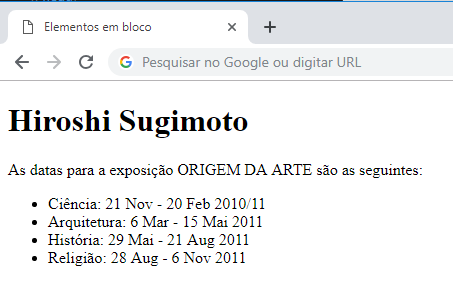 Elementos em bloco
Pesquisar no Google ou digitar URL
Hiroshi Sugimoto
As datas para a exposição ORIGEM DA ARTE são as seguintes:
Ciência: 21 Nov - 20 Feb 2010/11
Arquitetura: 6 Mar - 15 Mai 2011
História: 29 Mai - 21 Aug 2011
Religião: 28 Aug - 6 Nov 2011